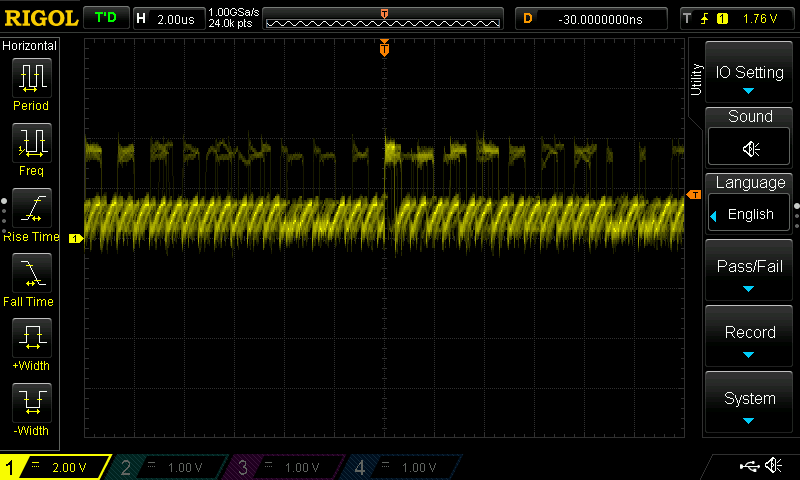 RIGOL T'D H 2.00us 1.00GSa/s 24.0k pts T D -30.0000000ns T 1 1.76 V
Horizontal
Period
Freq
Rise Time
Fall Time
+Width
-Width
T
T
1
Utility
IO Setting
Sound
Language
English
Pass/Fail
Record
System
1 2.00 V 2 1.00 V 3 1.00 V 4 1.00 V